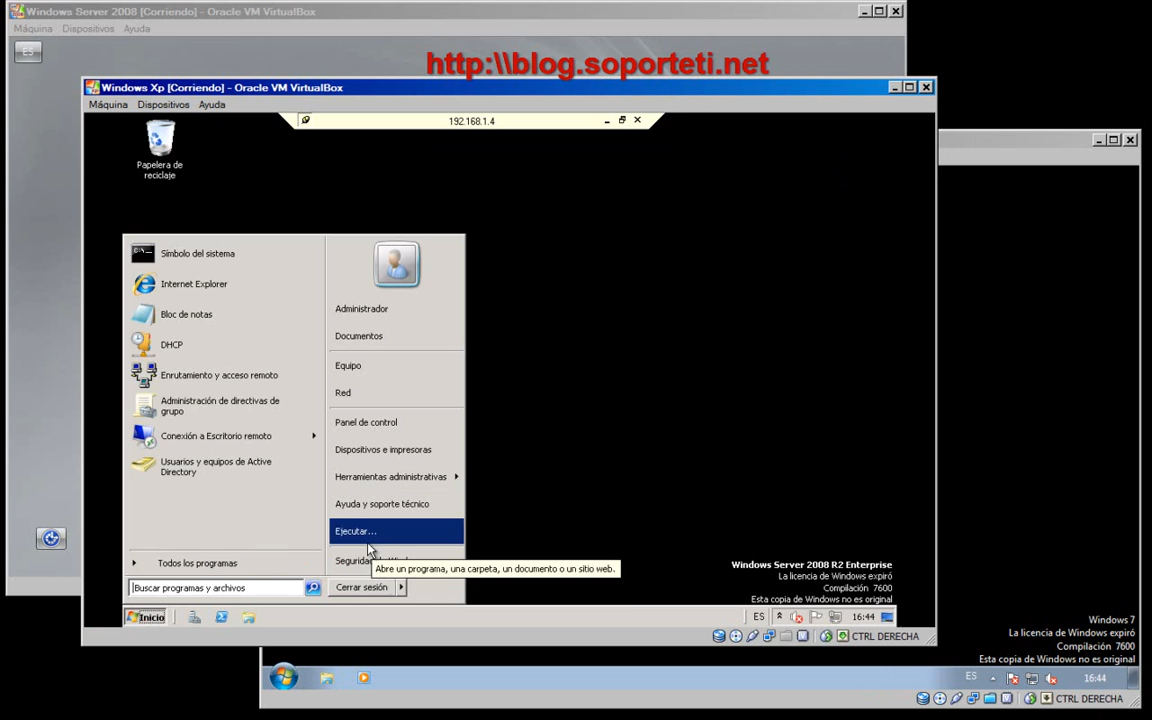 Windows Server 2008 [Corriendo] - Oracle VM VirtualBox
Máquina Dispositivos Ayuda
ES
http:\\blog.soporteti.net
Windows Xp [Corriendo] - Oracle VM VirtualBox
Máquina Dispositivos Ayuda
192.168.1.4
Papelera de
reciclaje
Símbolo del sistema
Internet Explorer
Bloc de notas
DHCP
Enrutamiento y acceso remoto
Administración de directivas de
grupo
Conexión a Escritorio remoto
Usuarios y equipos de Active
Directory
Todos los programas
Buscar programas y archivos
Administrador
Documentos
Equipo
Red
Panel de control
Dispositivos e impresoras
Herramientas administrativas
Ayuda y soporte técnico
Ejecutar...
Abre un programa, una carpeta, un documento o un sitio web.
Cerrar sesión
Inicio
Windows Server 2008 R2 Enterprise
La licencia de Windows expiró
Compilación 7600
Esta copia de Windows no es original
ES 16:44
CTRL DERECHA
Windows 7
La licencia de Windows expiró
Compilación 7600
Esta copia de Windows no es original
ES 16:44
CTRL DERECHA